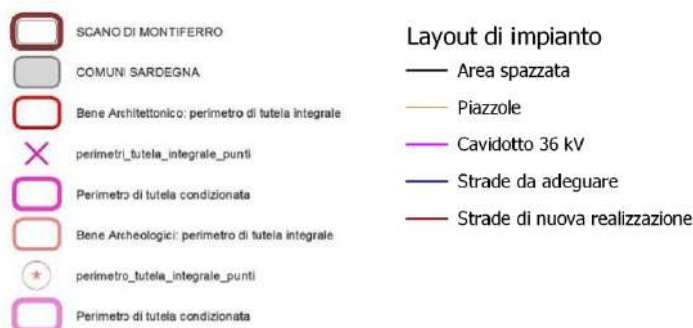 SCANO DI MONTIFERRO
COMUNI SARDEGNA
Bene Architettonico: perimetro di tutela integrale
perimetri_tutela_integrale_punti
Perimetro di tutela condizionata
Bene Archeologici: perimetro di tutela integrale
perimetro_tutela_integrale_punti
Perimetro di tutela condizionata
Layout di impianto
Area spazzata
Piazzole
Cavidotto 36 kV
Strade da adeguare
Strade di nuova realizzazione